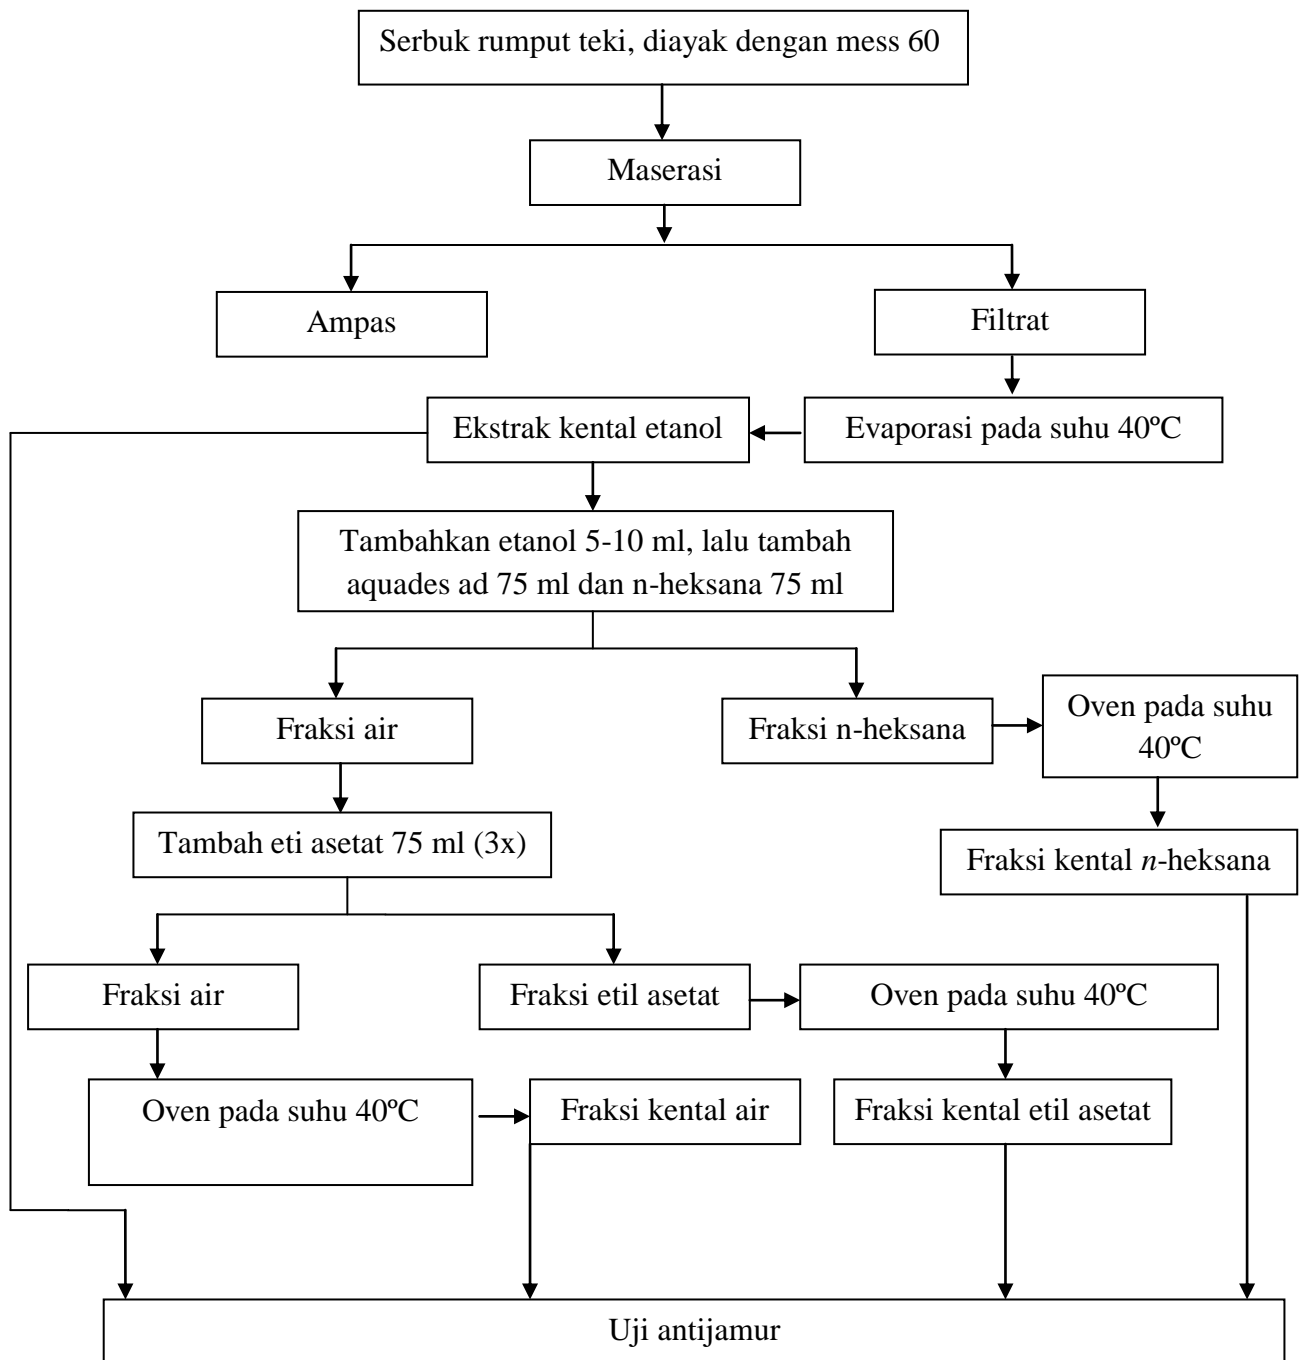 Serbuk rumput teki, diayak dengan mess 60
Maserasi
Ampas
Filtrat
Ekstrak kental etanol
Evaporasi pada suhu 40ºC
Tambahkan etanol 5-10 ml, lalu tambah
aquades ad 75 ml dan n-heksana 75 ml
Fraksi air
Fraksi n-heksana
Oven pada suhu
40ºC
Tambah eti asetat 75 ml (3x)
Fraksi kental n-heksana
Fraksi air
Fraksi etil asetat
Oven pada suhu 40ºC
Oven pada suhu 40ºC
Fraksi kental air
Fraksi kental etil asetat
Uji antijamur